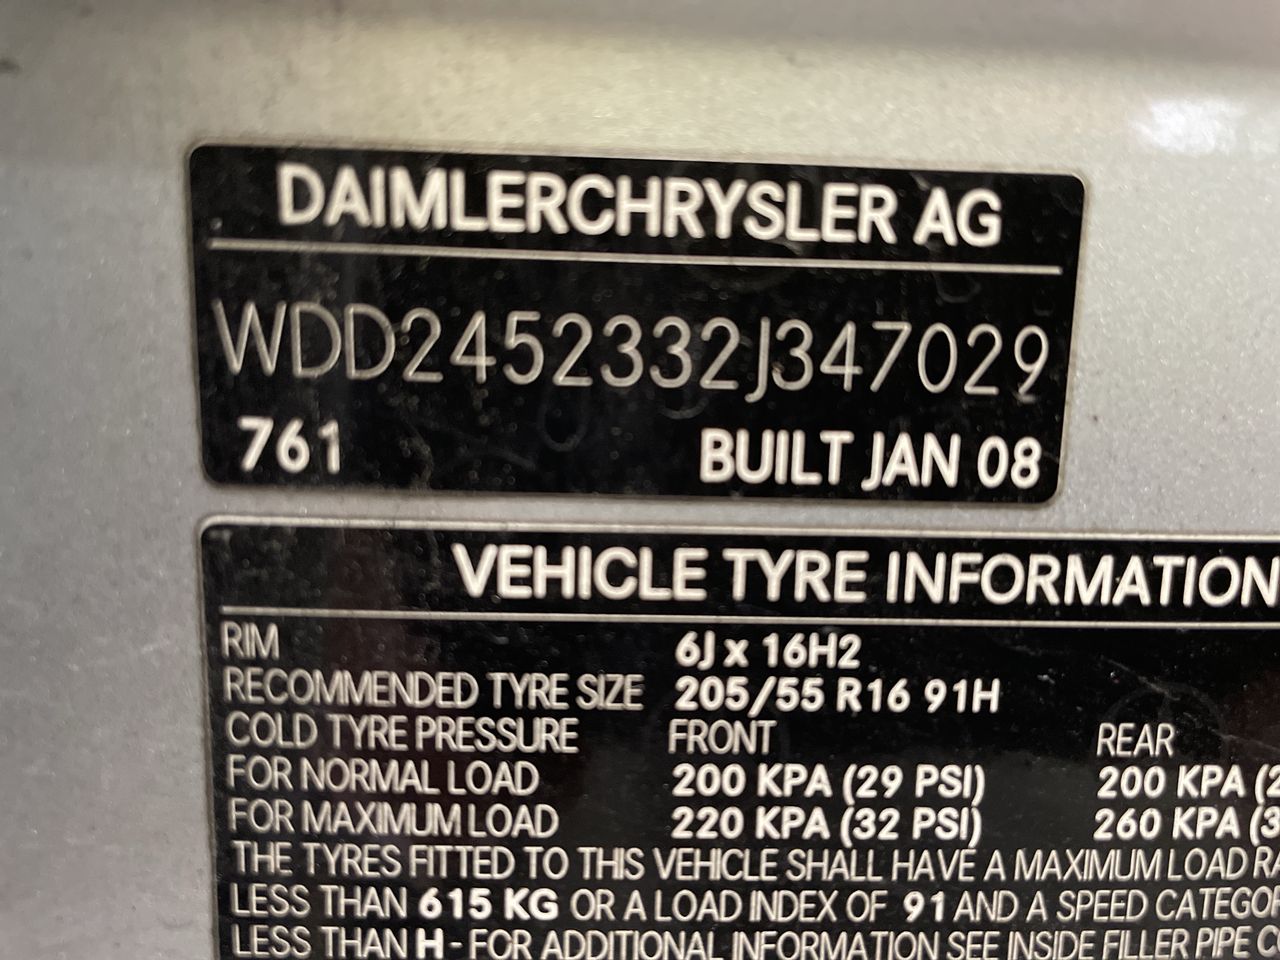 DAIMLERCHRYSLER AG
WDD2452332J347029
761 BUILT JAN 08
VEHICLE TYRE INFORMATION
RIM 6J x 16H2
RECOMMENDED TYRE SIZE 205/55 R16 91H
COLD TYRE PRESSURE FRONT REAR
FOR NORMAL LOAD 200 KPA (29 PSI) 200 KPA
FOR MAXIMUM LOAD 220 KPA (32 PSI) 260 KPA
THE TYRES FITTED TO THIS VEHICLE SHALL HAVE A MAXIMUM LOAD
LESS THAN 615 KG OR A LOAD INDEX OF 91 AND A SPEED
LESS THAN H - FOR ADDITIONAL INFORMATION SEE INSIDE FILLER PIPE